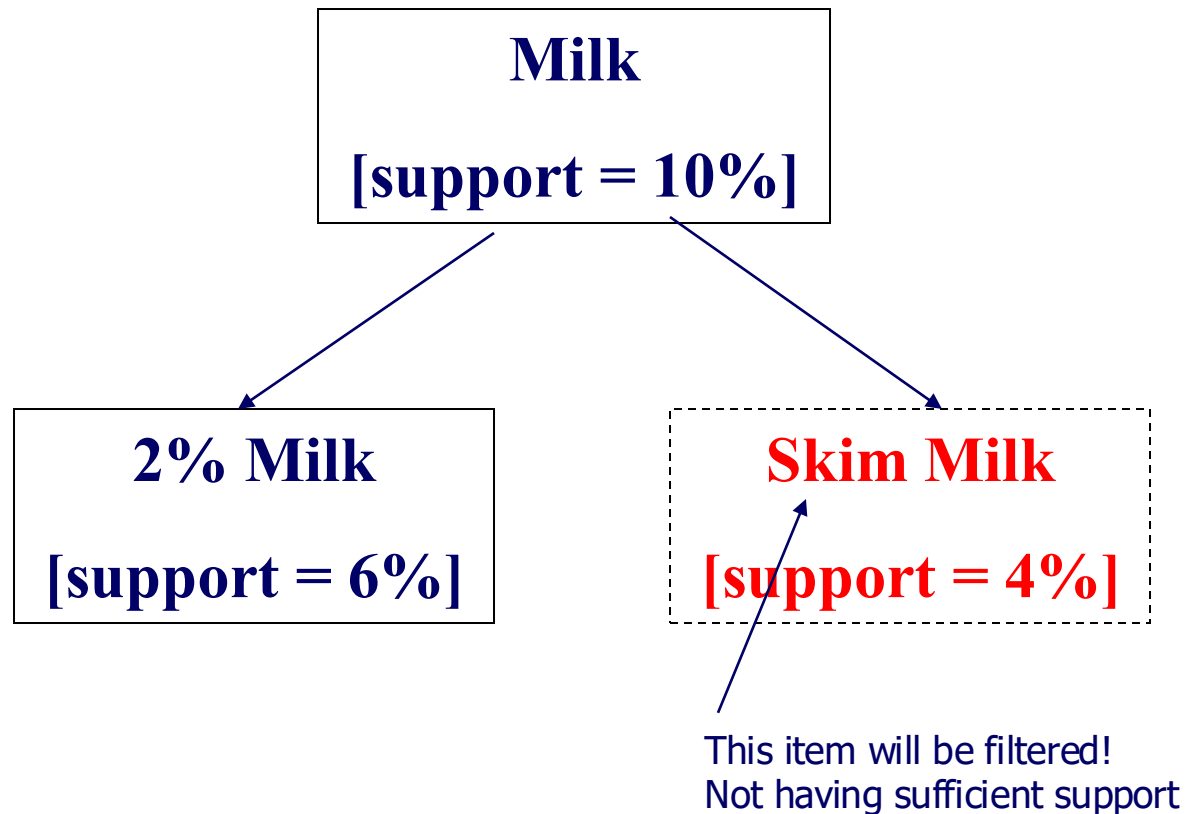 Milk
[support = 10%]
2% Milk
[support = 6%]
Skim Milk
[support = 4%]
This item will be filtered!
Not having sufficient support